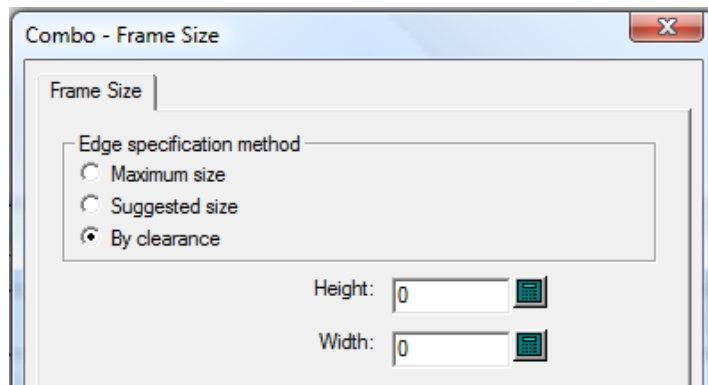 Combo - Frame Size
Frame Size
Edge specification method
Maximum size
Suggested size
By clearance
Height: 0
Width: 0